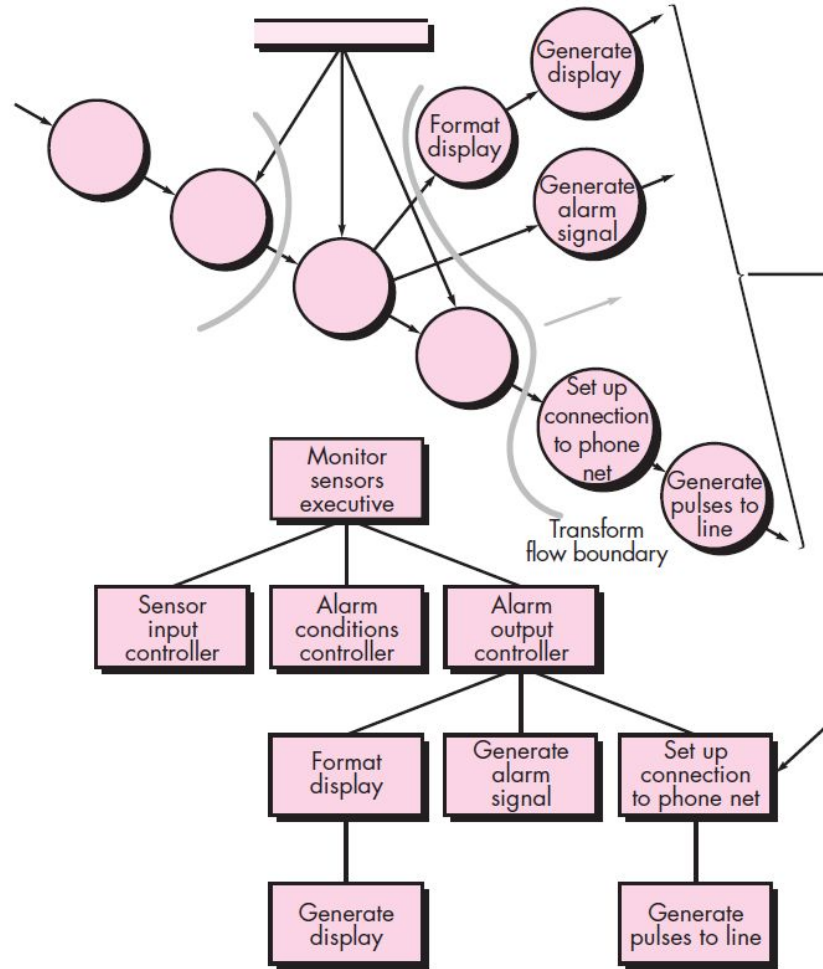 Generate
display
Format
display
Generate
alarm
signal
Set up
connection
to phone
net
Generate
pulses to
line
Transform
flow boundary
Monitor
sensors
executive
Sensor
input
controller
Alarm
conditions
controller
Alarm
output
controller
Format
display
Generate
alarm
signal
Set up
connection
to phone net
Generate
display
Generate
pulses to line